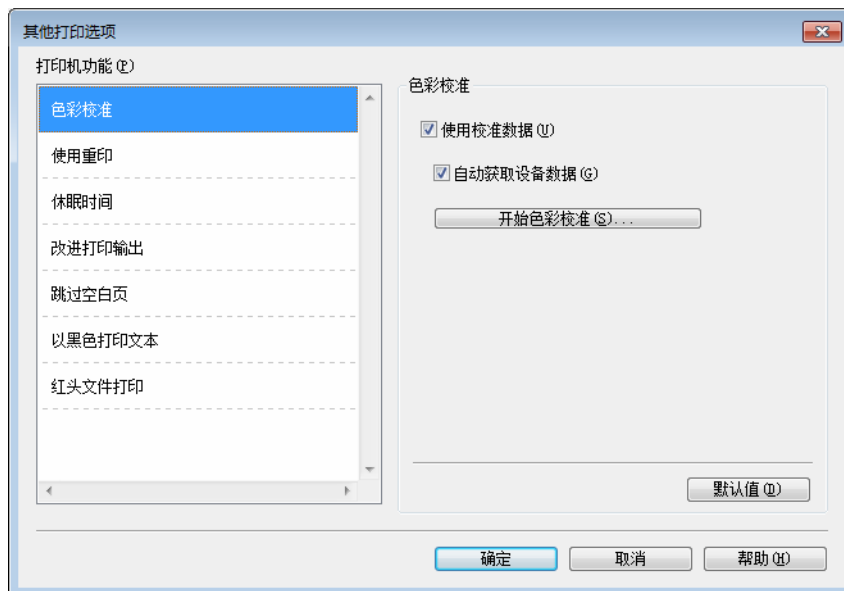 其他打印选项
打印机功能(P)
色彩校准
使用重印
休眠时间
改进打印输出
跳过空白页
以黑色打印文本
红头文件打印
色彩校准
使用校准数据(U)
自动获取设备数据(G)
开始色彩校准(S)...
默认值(D)
确定
取消
帮助(H)